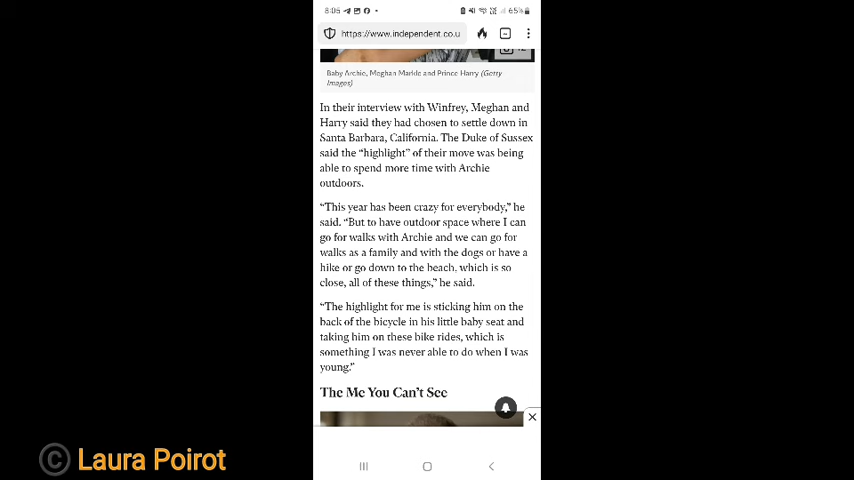 8:05
65%
https://www.independent.co.u
Baby Archie, Meghan Markle and Prince Harry (Getty
Images)
In their interview with Winfrey, Meghan and
Harry said they had chosen to settle down in
Santa Barbara, California. The Duke of Sussex
said the “highlight” of their move was being
able to spend more time with Archie
outdoors.
“This year has been crazy for everybody,” he
said. “But to have outdoor space where I can
go for walks with Archie and we can go for
walks as a family and with the dogs or have a
hike or go down to the beach, which is so
close, all of these things,” he said.
“The highlight for me is sticking him on the
back of the bicycle in his little baby seat and
taking him on these bike rides, which is
something I was never able to do when I was
young.”
The Me You Can’t See
© Laura Poirot